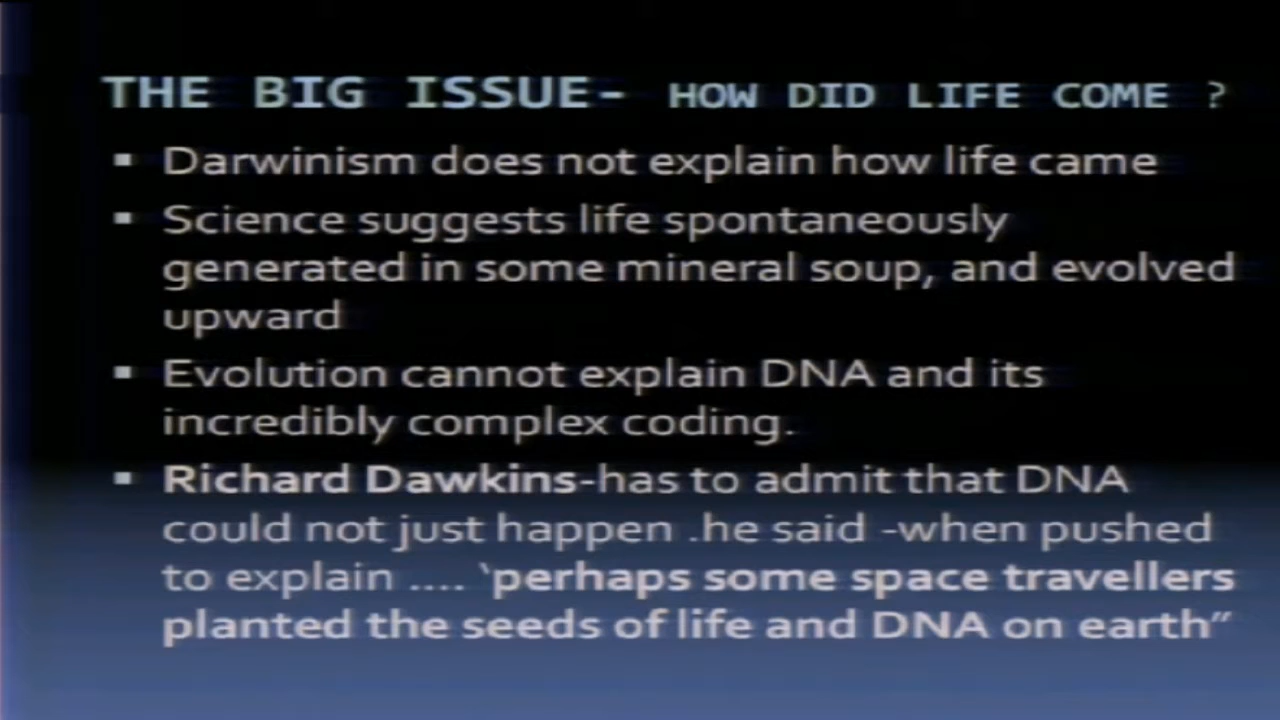 THE BIG ISSUE- HOW DID LIFE COME ?
▪ Darwinism does not explain how life came
▪ Science suggests life spontaneously
generated in some mineral soup, and evolved
upward
▪ Evolution cannot explain DNA and its
incredibly complex coding.
▪ Richard Dawkins-has to admit that DNA
could not just happen .he said -when pushed
to explain .... ‘perhaps some space travellers
planted the seeds of life and DNA on earth”